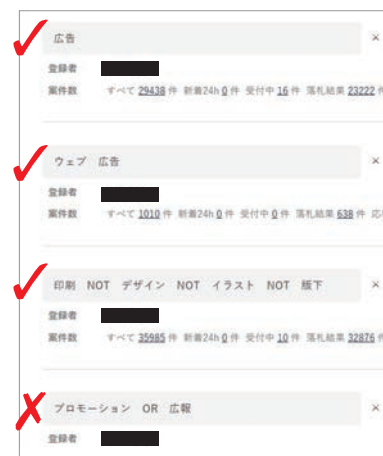 広告 ×
登録者
案件数 すべて 29438 件 新着24h 0 件 受付中 16 件 落札結果 23222 件
ウェブ 広告 ×
登録者
案件数 すべて 1010 件 新着24h 0 件 受付中 0 件 落札結果 638 件 応
印刷 NOT デザイン NOT イラスト NOT 版下 ×
登録者
案件数 すべて 35985 件 新着24h 0 件 受付中 10 件 落札結果 32876 件
プロモーション OR 広報 ×
登録者